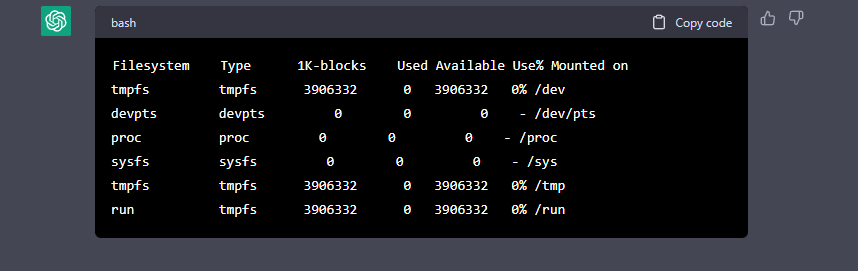 bash Copy code
Filesystem Type 1K-blocks Used Available Use% Mounted on
tmpfs tmpfs 3906332 0 3906332 0% /dev
devpts devpts 0 0 0 - /dev/pts
proc proc 0 0 0 - /proc
sysfs sysfs 0 0 0 - /sys
tmpfs tmpfs 3906332 0 3906332 0% /tmp
run tmpfs 3906332 0 3906332 0% /run